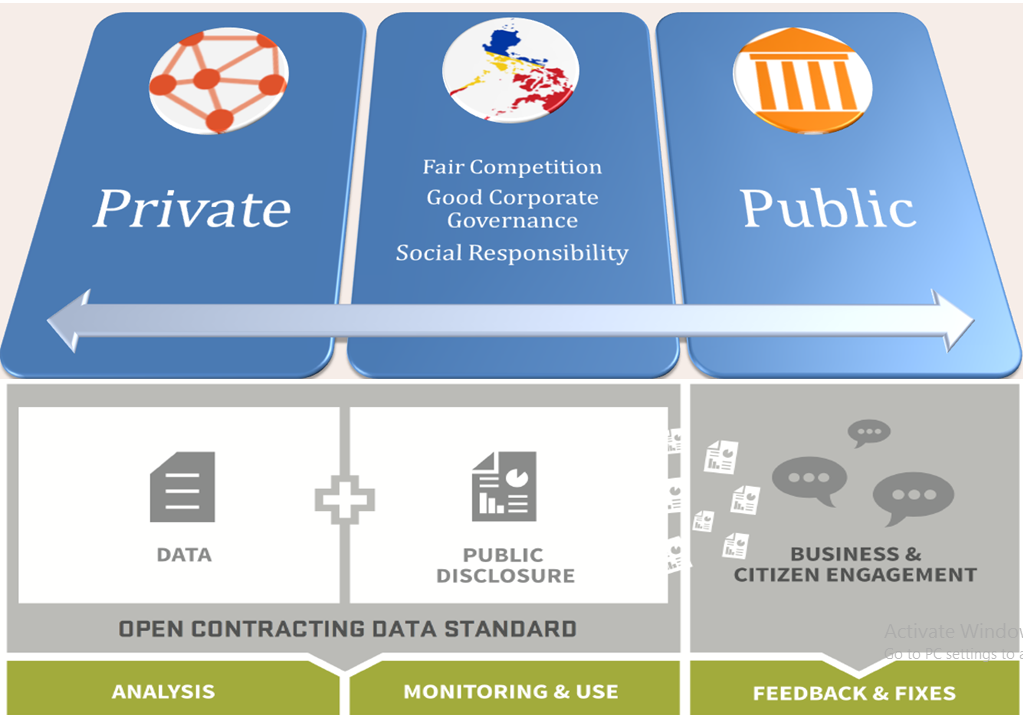 Private
Fair Competition
Good Corporate
Governance
Social Responsibility
Public
DATA
PUBLIC
DISCLOSURE
OPEN CONTRACTING DATA STANDARD
BUSINESS &
CITIZEN ENGAGEMENT
Activate Windo
Go to PC settings to a
ANALYSIS
MONITORING & USE
FEEDBACK & FIXES